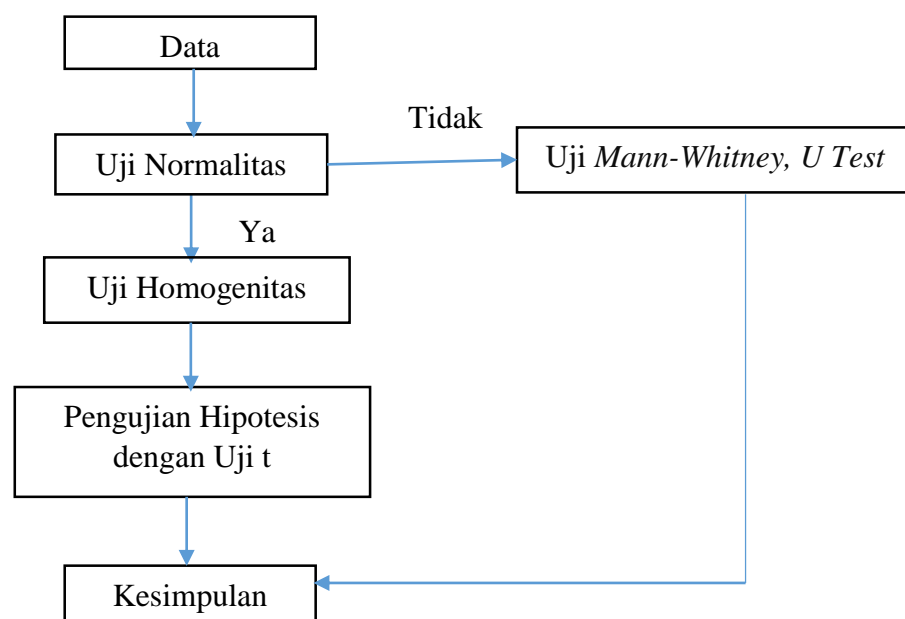 Data
Tidak
Uji Normalitas
Uji Mann-Whitney, U Test
Ya
Uji Homogenitas
Pengujian Hipotesis
dengan Uji t
Kesimpulan